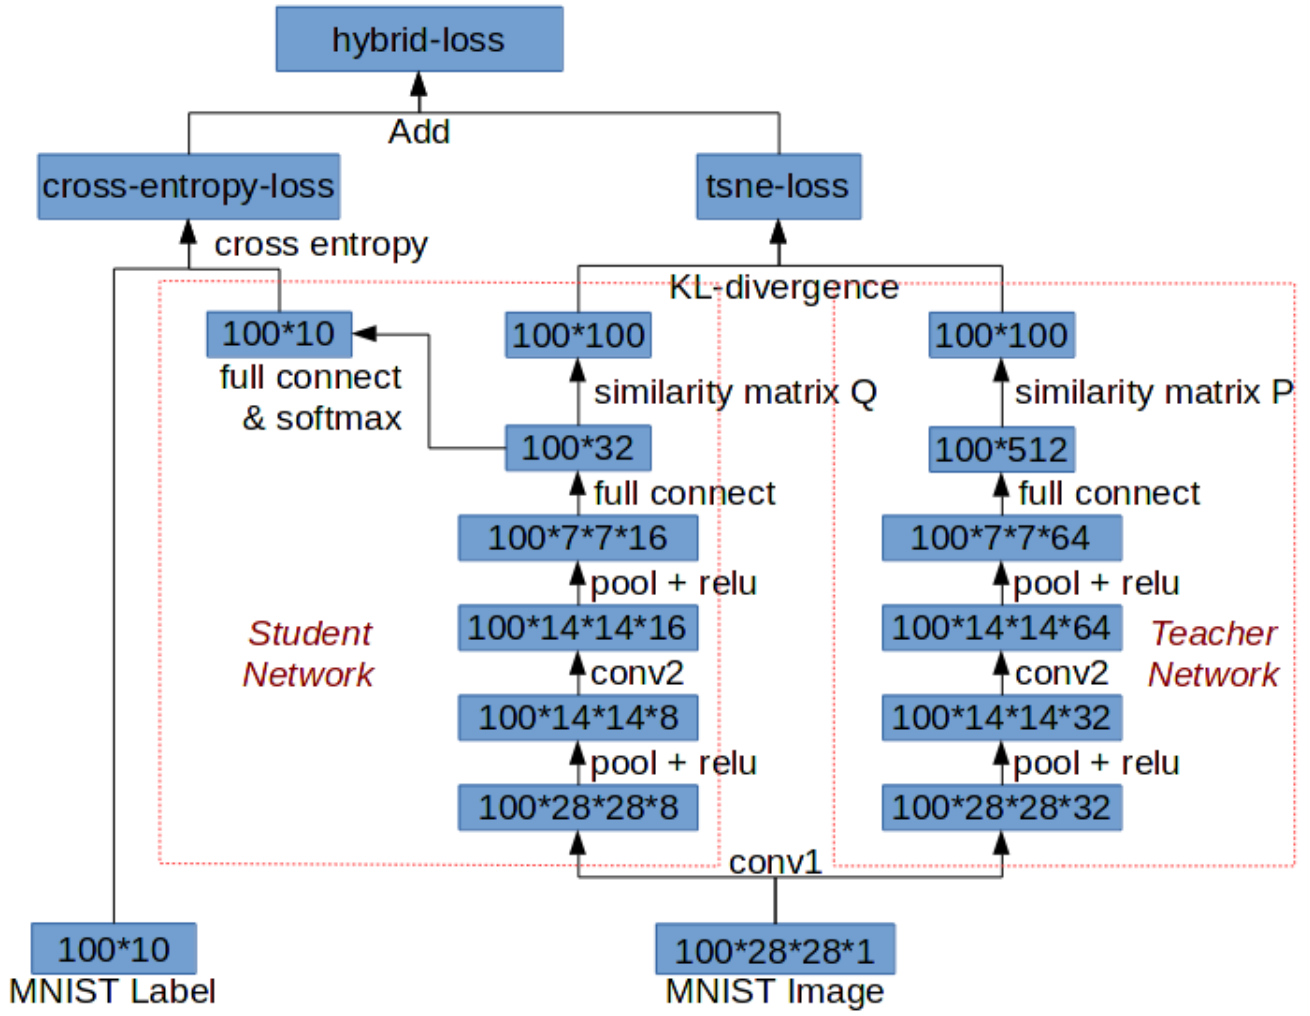 hybrid-loss
Add
cross-entropy-loss
tsne-loss
cross entropy
KL-divergence
100*10
100*100
100*100
full connect
& softmax
similarity matrix Q
similarity matrix P
100*32
100*512
full connect
full connect
100*7*7*16
100*7*7*64
pool + relu
pool + relu
Student
Network
100*14*14*16
100*14*14*64
Teacher
Network
conv2
conv2
100*14*14*8
100*14*14*32
pool + relu
pool + relu
100*28*28*8
100*28*28*32
conv1
100*10
MNIST Label
100*28*28*1
MNIST Image